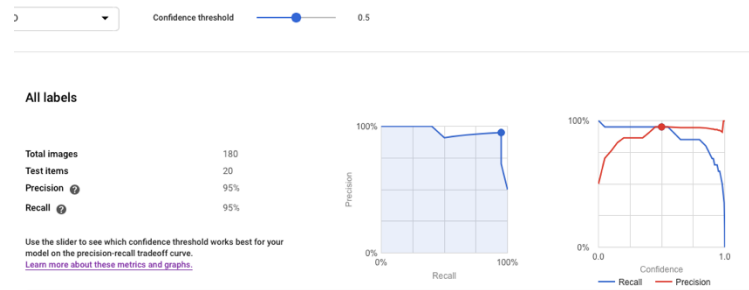 Confidence threshold 0.5
All labels
Total images 180
Test items 20
Precision ? 95%
Recall ? 95%
Use the slider to see which confidence threshold works best for your
model on the precision-recall tradeoff curve.
Learn more about these metrics and graphs.
100%
Precision
0%
0% 100%
Recall
100%
0%
0.0 1.0
Confidence
Recall Precision